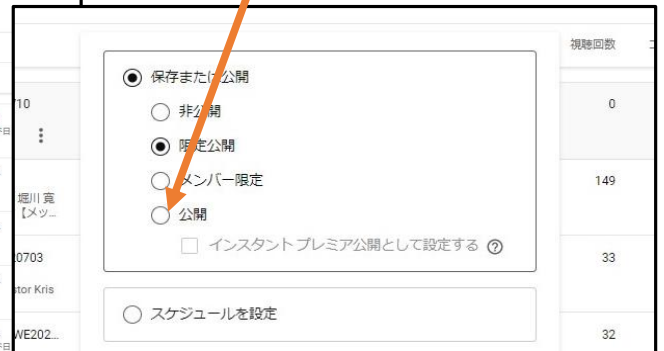 視聴回数
保存または公開
710
非公開
0
限定公開
メンバー限定
149
堀川 寛
【メッ...
公開
インスタントプレミア公開として設定する
0703
33
stor Kris
スケジュールを設定
WE202...
32